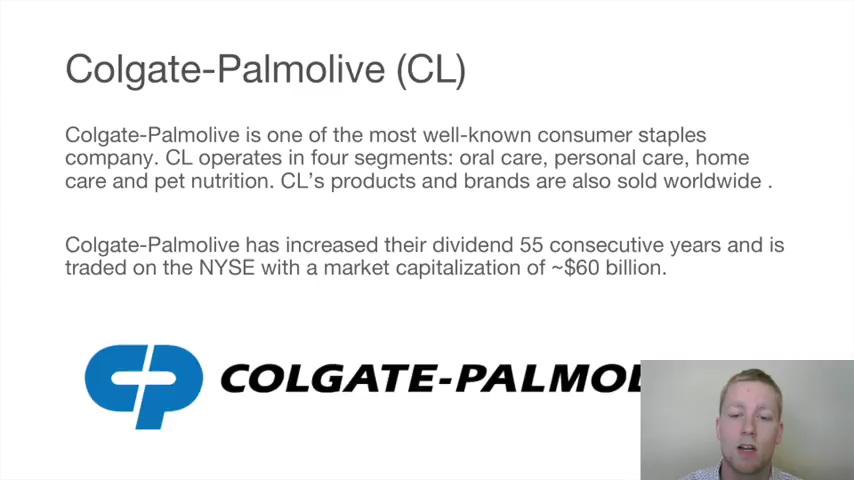 Colgate-Palmolive (CL)
Colgate-Palmolive is one of the most well-known consumer staples
company. CL operates in four segments: oral care, personal care, home
care and pet nutrition. CL's products and brands are also sold worldwide .
Colgate-Palmolive has increased their dividend 55 consecutive years and is
traded on the NYSE with a market capitalization of ~$60 billion.
COLGATE-PALMOL